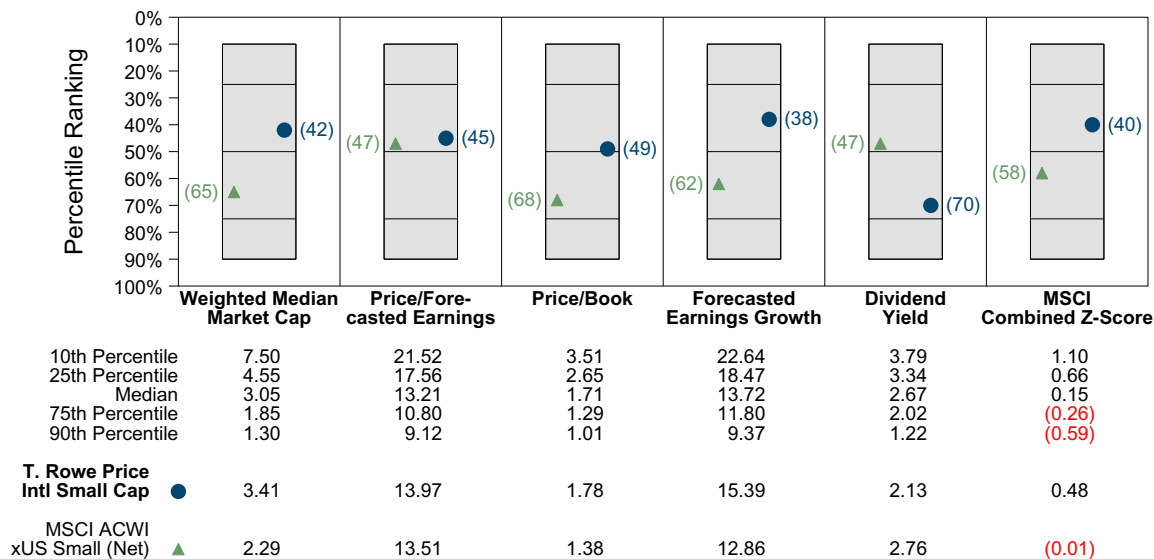 Percentile Ranking
0%
10%
20%
30%
40%
50%
60%
70%
80%
90%
100%
(42)
(65)
(47)
(45)
(68)
(49)
(62)
(38)
(47)
(70)
(58)
(40)
Weighted Median Price/Fore- Price/Book Forecasted Dividend MSCI
Market Cap casted Earnings Earnings Growth Yield Combined Z-Score
10th Percentile 7.50 21.52 3.51 22.64 3.79 1.10
25th Percentile 4.55 17.56 2.65 18.47 3.34 0.66
Median 3.05 13.21 1.71 13.72 2.67 0.15
75th Percentile 1.85 10.80 1.29 11.80 2.02 (0.26)
90th Percentile 1.30 9.12 1.01 9.37 1.22 (0.59)
T. Rowe Price
Intl Small Cap 3.41 13.97 1.78 15.39 2.13 0.48
MSCI ACWI
xUS Small (Net) 2.29 13.51 1.38 12.86 2.76 (0.01)